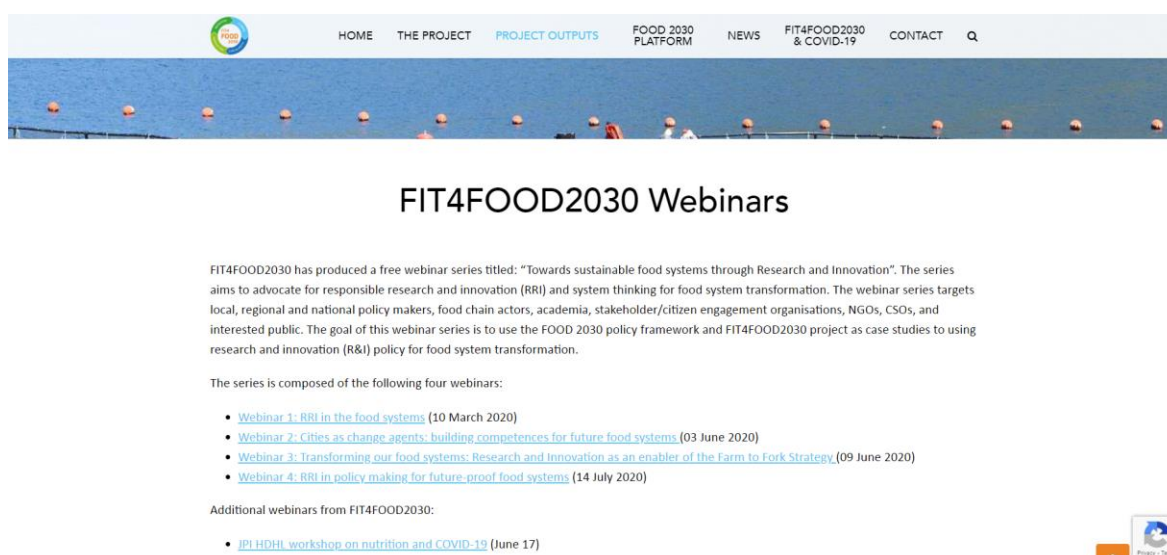 FIT4
FOOD
2030
HOME THE PROJECT PROJECT OUTPUTS FOOD 2030 PLATFORM NEWS FIT4FOOD2030 & COVID-19 CONTACT
FIT4FOOD2030 Webinars
FIT4FOOD2030 has produced a free webinar series titled: “Towards sustainable food systems through Research and Innovation”. The series
aims to advocate for responsible research and innovation (RRI) and system thinking for food system transformation. The webinar series targets
local, regional and national policy makers, food chain actors, academia, stakeholder/citizen engagement organisations, NGOs, CSOs, and
interested public. The goal of this webinar series is to use the FOOD 2030 policy framework and FIT4FOOD2030 project as case studies to using
research and innovation (R&I) policy for food system transformation.
The series is composed of the following four webinars:
• Webinar 1: RRI in the food systems (10 March 2020)
• Webinar 2: Cities as change agents: building competences for future food systems (03 June 2020)
• Webinar 3: Transforming our food systems: Research and Innovation as an enabler of the Farm to Fork Strategy (09 June 2020)
• Webinar 4: RRI in policy making for future-proof food systems (14 July 2020)
Additional webinars from FIT4FOOD2030:
• JPI HDHL workshop on nutrition and COVID-19 (June 17)